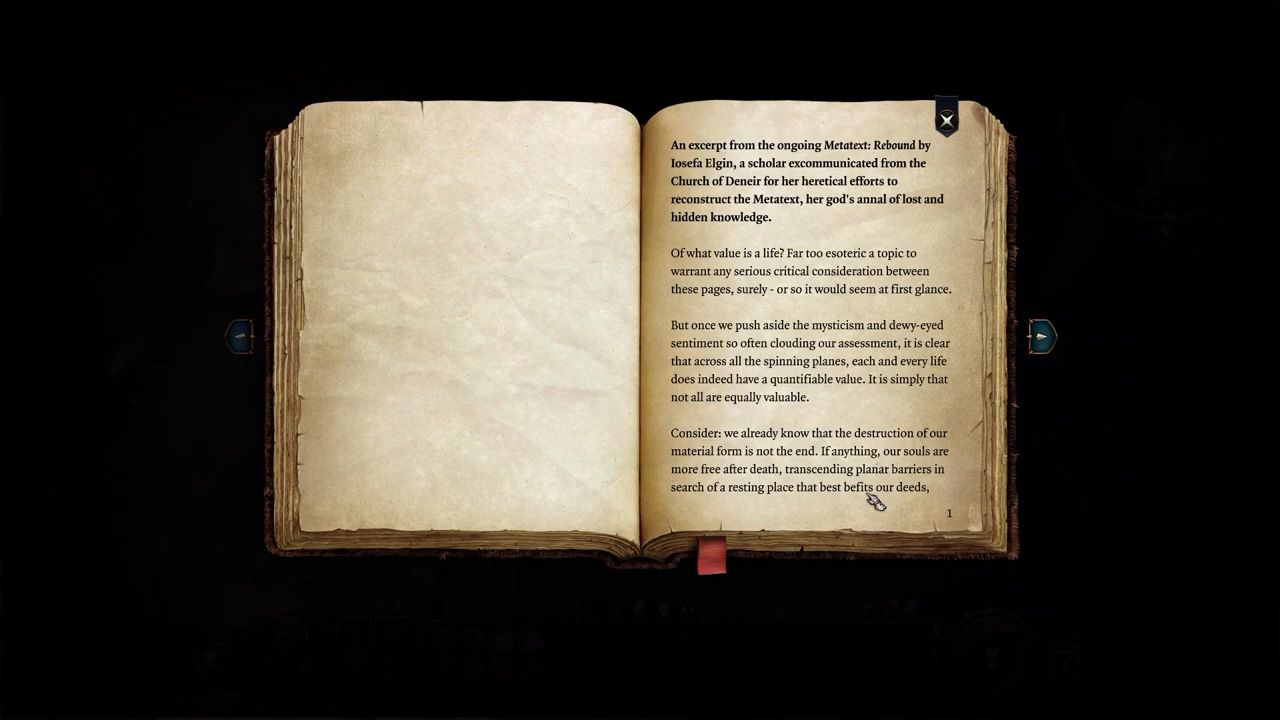 An excerpt from the ongoing Metatext: Rebound by
Iosefa Elgin, a scholar excommunicated from the
Church of Deneir for her heretical efforts to
reconstruct the Metatext, her god's annal of lost and
hidden knowledge.
Of what value is a life? Far too esoteric a topic to
warrant any serious critical consideration between
these pages, surely - or so it would seem at first glance.
But once we push aside the mysticism and dewy-eyed
sentiment so often clouding our assessment, it is clear
that across all the spinning planes, each and every life
does indeed have a quantifiable value. It is simply that
not all are equally valuable.
Consider: we already know that the destruction of our
material form is not the end. If anything, our souls are
more free after death, transcending planar barriers in
search of a resting place that best befits our deeds,
1